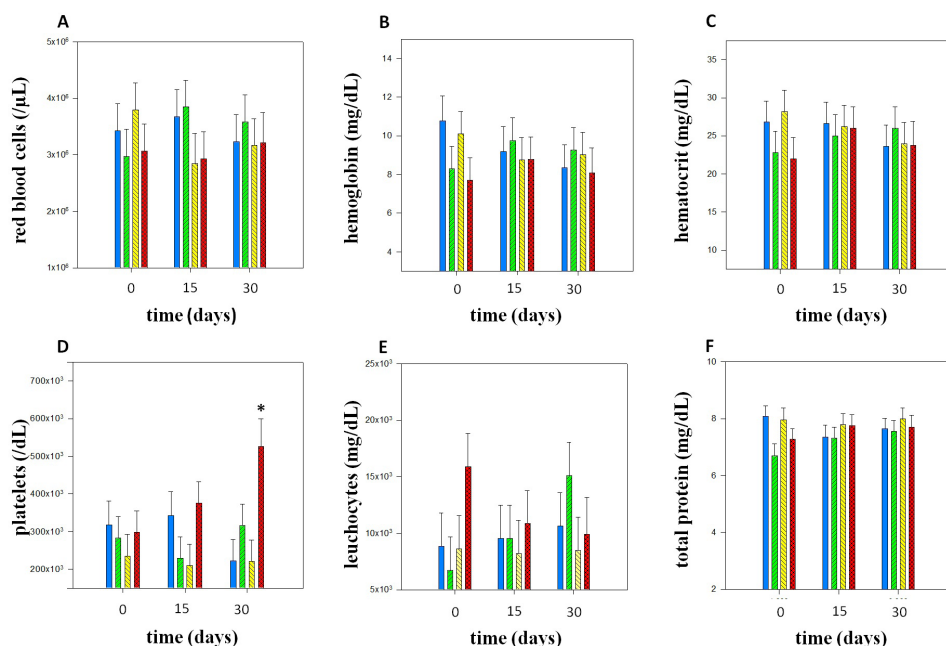 A
red blood cells (/µL)
5x10⁶
4x10⁶
3x10⁶
2x10⁶
1x10⁶
0 15 30
time (days)
B
hemoglobin (mg/dL)
14
12
10
8
6
4
0 15 30
time (days)
C
hematocrit (mg/dL)
35
30
25
20
15
10
0 15 30
time (days)
D
platelets (/dL)
700x10³
600x10³
500x10³
400x10³
300x10³
200x10³
*
0 15 30
time (days)
E
leuchocytes (mg/dL)
25x10³
20x10³
15x10³
10x10³
5x10³
0 15 30
time (days)
F
total protein (mg/dL)
10
8
6
4
2
0 15 30
time (days)